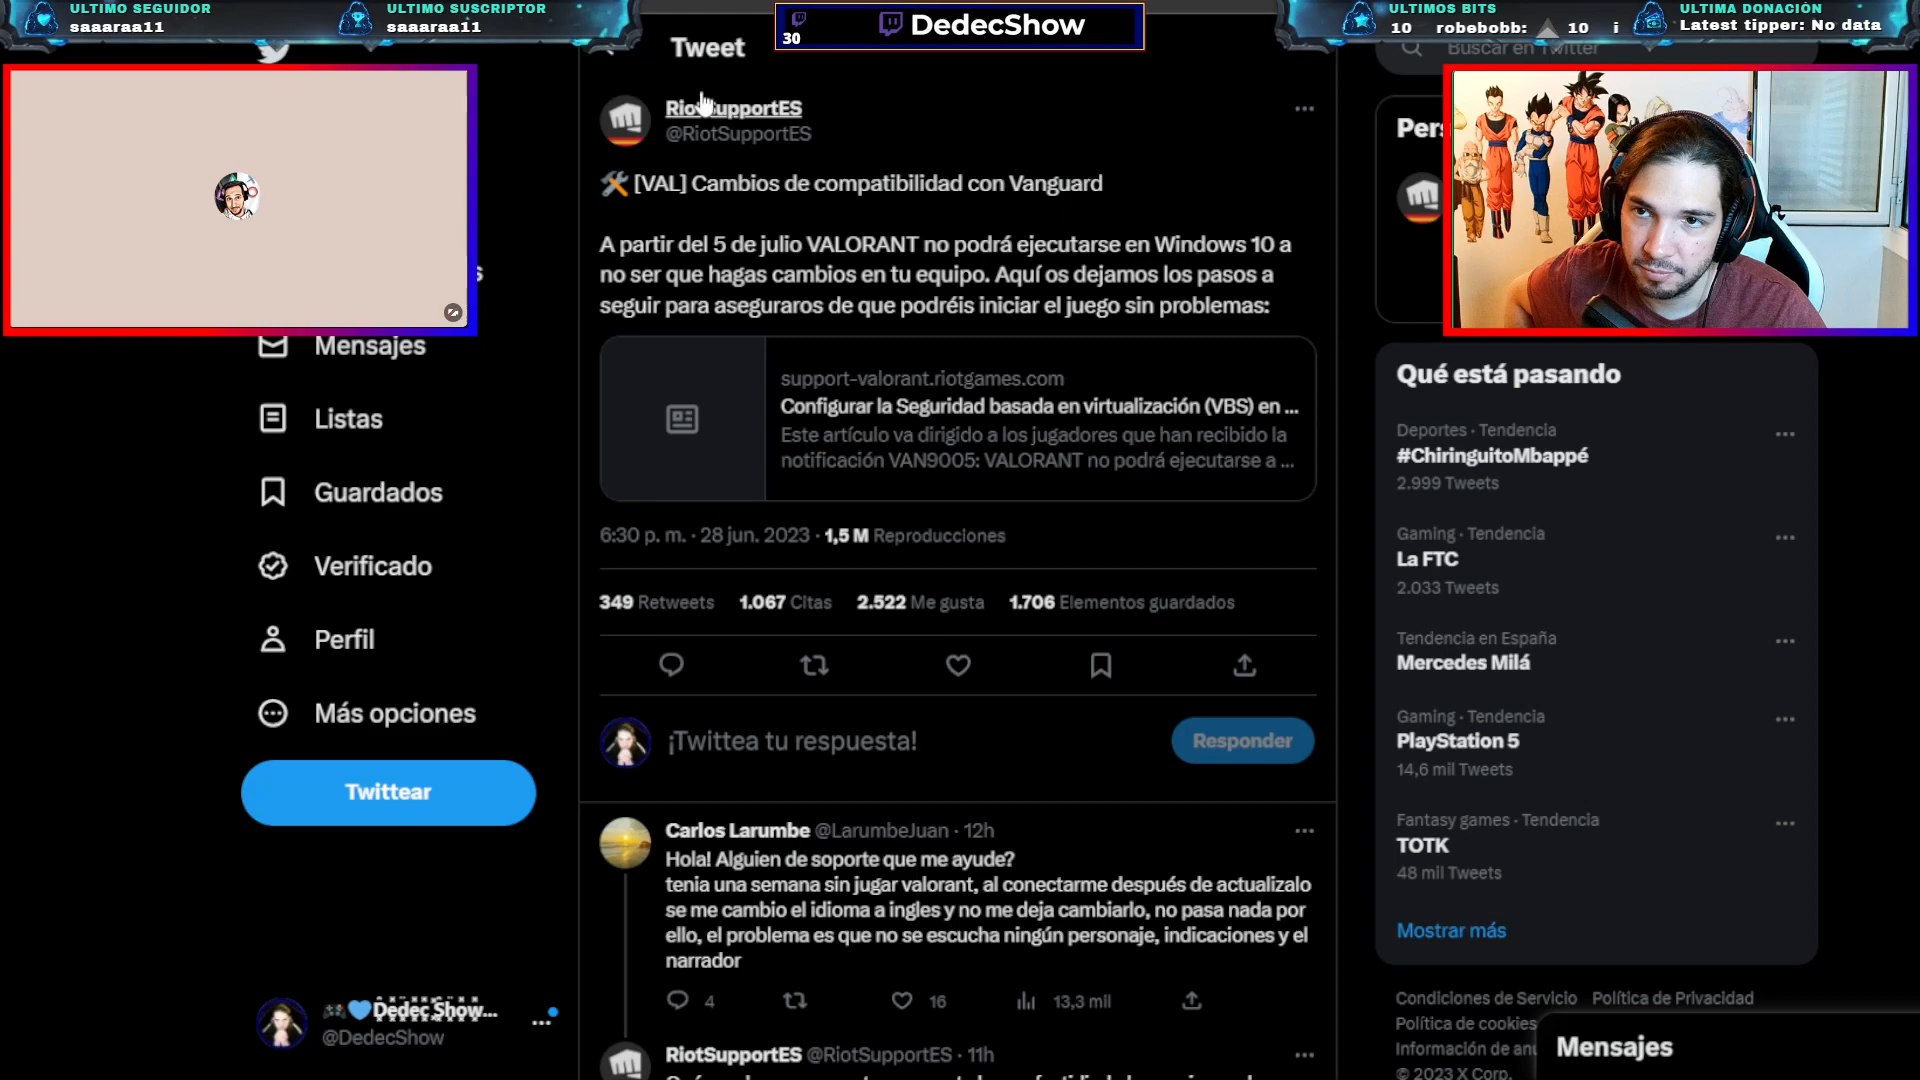 ULTIMO SEGUIDOR
saaaraa11
ULTIMO SUSCRIPTOR
saaaraa11
30
DedecShow
ULTIMOS BITS
10 robebobb: 10 i
ULTIMA DONACIÓN
Latest tipper: No data
Tweet
Buscar en Twitter
RiotSupportES
@RiotSupportES
[VAL] Cambios de compatibilidad con Vanguard
A partir del 5 de julio VALORANT no podrá ejecutarse en Windows 10 a
no ser que hagas cambios en tu equipo. Aquí os dejamos los pasos a
seguir para aseguraros de que podréis iniciar el juego sin problemas:
support-valorant.riotgames.com
Configurar la Seguridad basada en virtualización (VBS) en ...
Este artículo va dirigido a los jugadores que han recibido la
notificación VAN9005: VALORANT no podrá ejecutarse a ...
6:30 p. m. · 28 jun. 2023 · 1,5 M Reproducciones
349 Retweets 1.067 Citas 2.522 Me gusta 1.706 Elementos guardados
¡Twittea tu respuesta!
Responder
Carlos Larumbe @LarumbeJuan · 12h
Hola! Alguien de soporte que me ayude?
tenia una semana sin jugar valorant, al conectarme después de actualizalo
se me cambio el idioma a ingles y no me deja cambiarlo, no pasa nada por
ello, el problema es que no se escucha ningún personaje, indicaciones y el
narrador
4 16 13,3 mil
RiotSupportES @RiotSupportES · 11h
Mensajes
Listas
Guardados
Verificado
Perfil
Más opciones
Twittear
Dedec Show...
@DedecShow
Qué está pasando
Deportes · Tendencia
#ChiringuitoMbappé
2.999 Tweets
Gaming · Tendencia
La FTC
2.033 Tweets
Tendencia en España
Mercedes Milá
Gaming · Tendencia
PlayStation 5
14,6 mil Tweets
Fantasy games · Tendencia
TOTK
48 mil Tweets
Mostrar más
Condiciones de Servicio Política de Privacidad
Política de cookies
Información de
© 2023 X Corp.
Mensajes